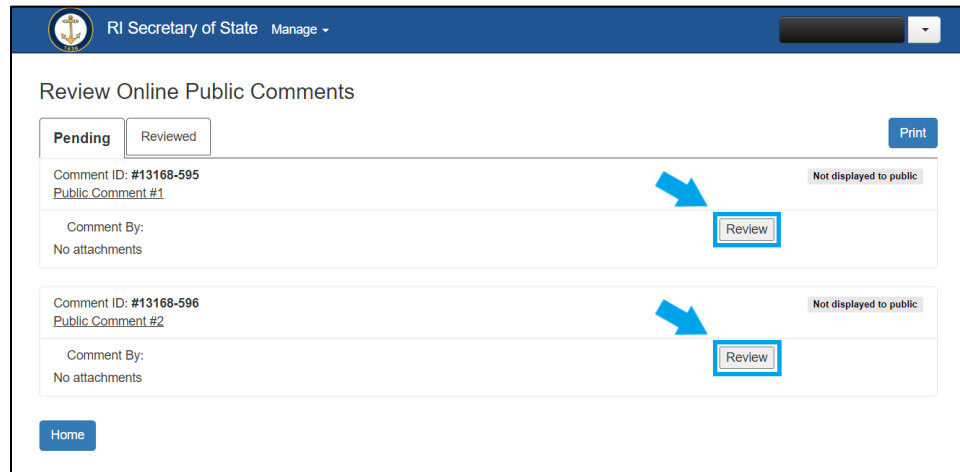 RI Secretary of State Manage
Review Online Public Comments
Pending Reviewed Print
Comment ID: #13168-595 Not displayed to public
Public Comment #1
Comment By: Review
No attachments
Comment ID: #13168-596 Not displayed to public
Public Comment #2
Comment By: Review
No attachments
Home